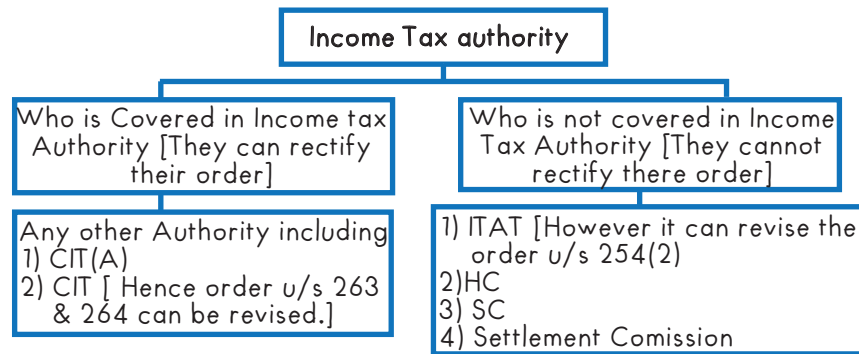 Income Tax authority
Who is Covered in Income tax
Authority [They can rectify
their order]
Any other Authority including
1) CIT(A)
2) CIT [ Hence order u/s 263
& 264 can be revised.]
Who is not covered in Income
Tax Authority [They cannot
rectify there order]
1) ITAT [However it can revise the
order u/s 254(2)
2)HC
3) SC
4) Settlement Comission